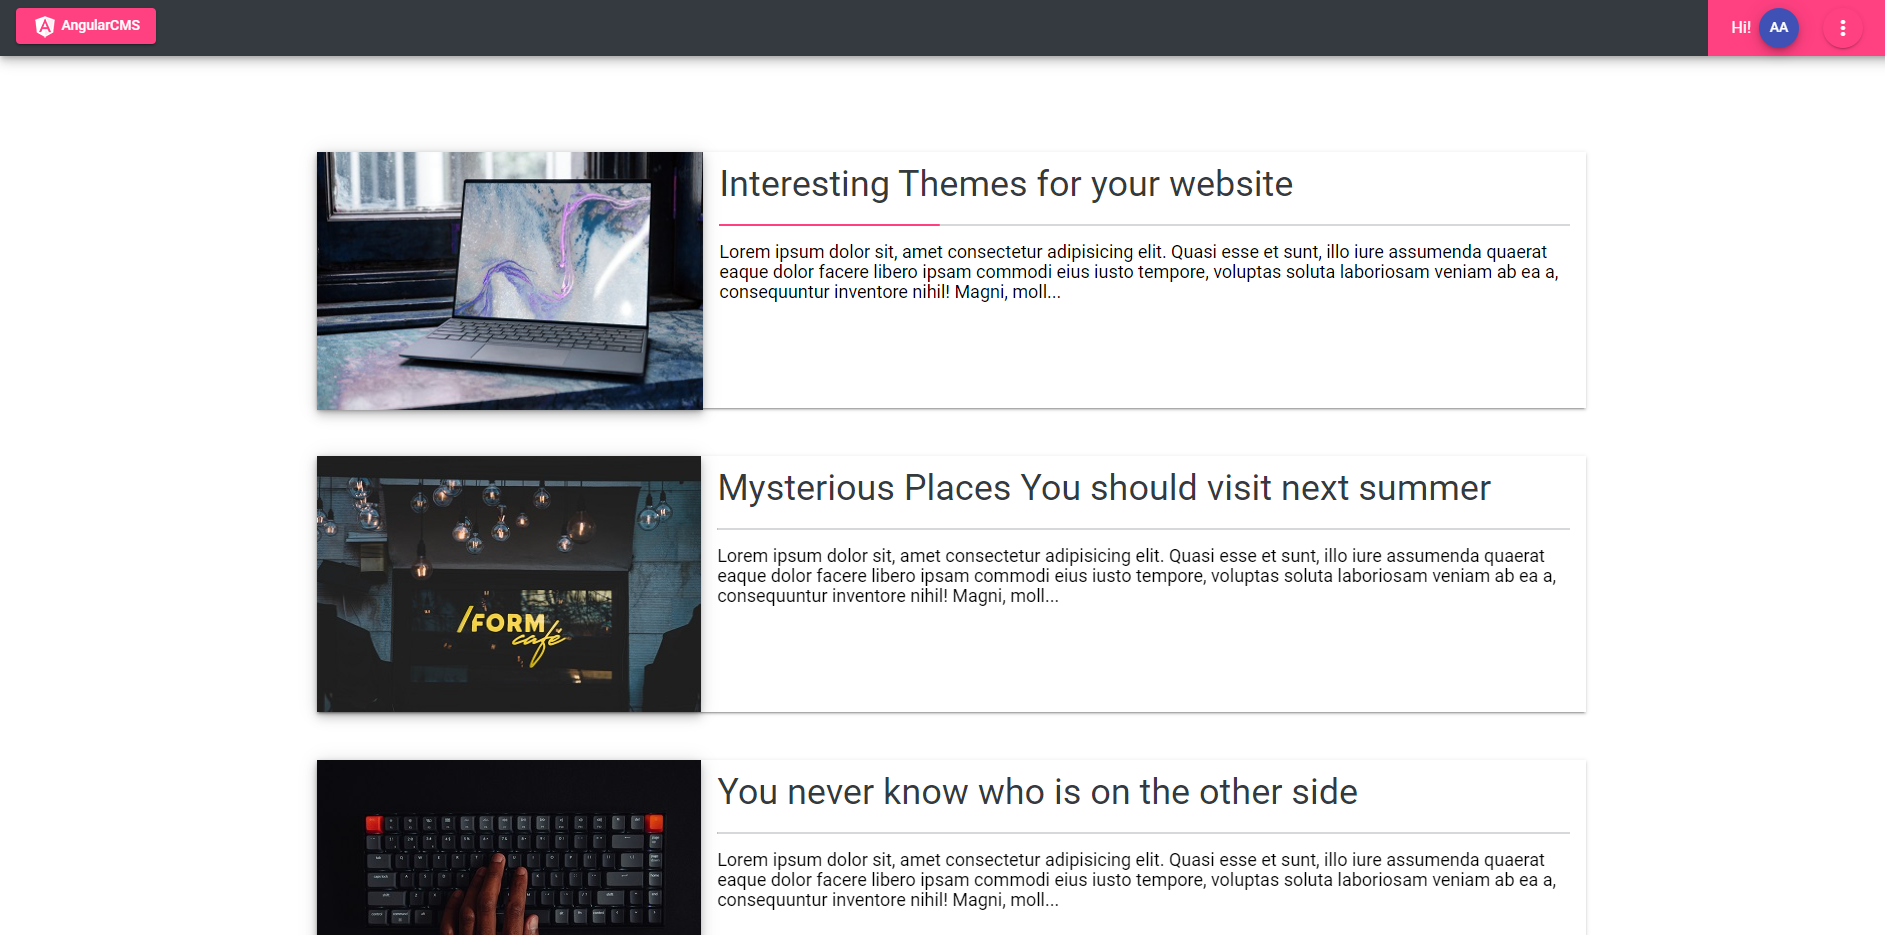 AngularCMS
Hi! AA
Interesting Themes for your website
Lorem ipsum dolor sit, amet consectetur adipisicing elit. Quasi esse et sunt, illo iure assumenda quaerat
eaque dolor facere libero ipsam commodi eius iusto tempore, voluptas soluta laboriosam veniam ab ea a,
consequuntur inventore nihil! Magni, moll...
/FORM
café
Mysterious Places You should visit next summer
Lorem ipsum dolor sit, amet consectetur adipisicing elit. Quasi esse et sunt, illo iure assumenda quaerat
eaque dolor facere libero ipsam commodi eius iusto tempore, voluptas soluta laboriosam veniam ab ea a,
consequuntur inventore nihil! Magni, moll...
You never know who is on the other side
Lorem ipsum dolor sit, amet consectetur adipisicing elit. Quasi esse et sunt, illo iure assumenda quaerat
eaque dolor facere libero ipsam commodi eius iusto tempore, voluptas soluta laboriosam veniam ab ea a,
consequuntur inventore nihil! Magni, moll...